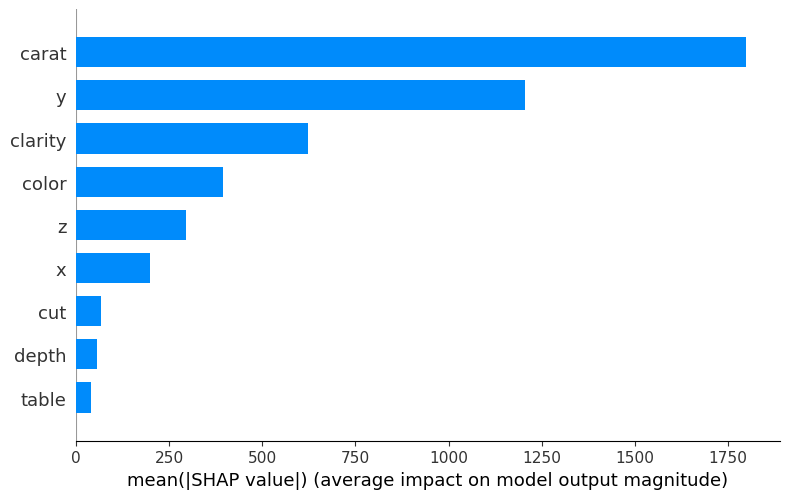 carat
y
clarity
color
z
x
cut
depth
table
0 250 500 750 1000 1250 1500 1750
mean(|SHAP value|) (average impact on model output magnitude)